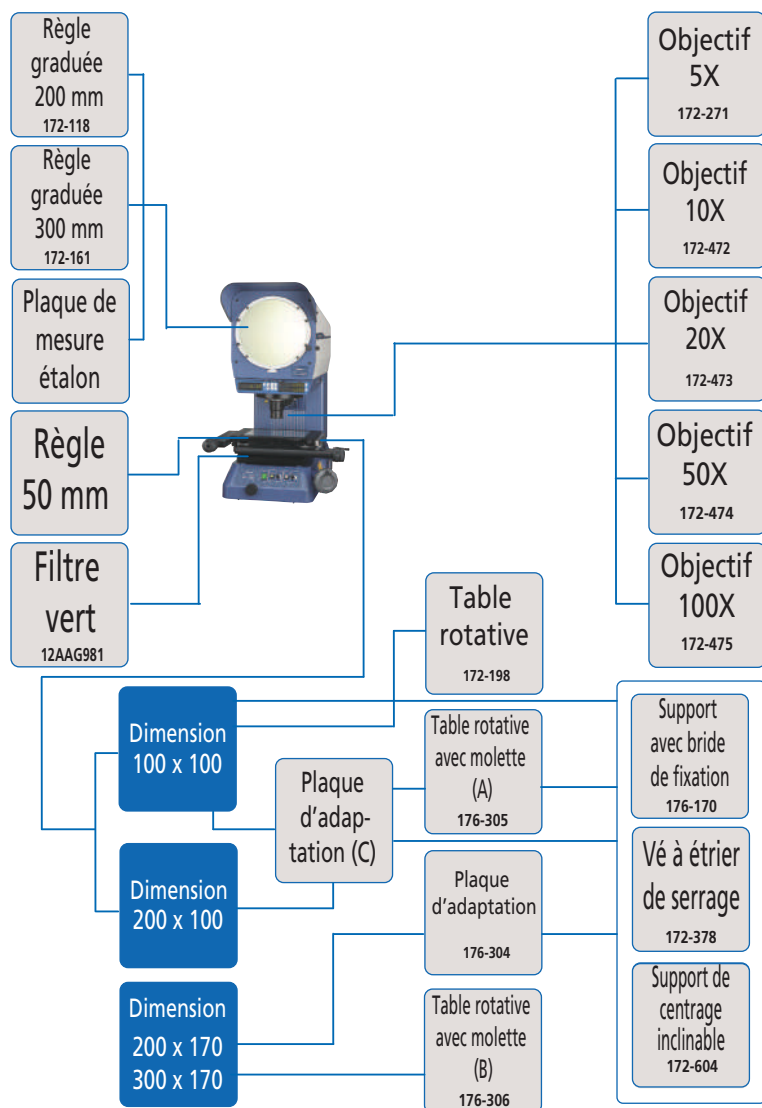 Règle
graduée
200 mm
172-118
Règle
graduée
300 mm
172-161
Plaque de
mesure
étalon
Règle
50 mm
Filtre
vert
12AAG981
Objectif
5X
172-271
Objectif
10X
172-472
Objectif
20X
172-473
Objectif
50X
172-474
Objectif
100X
172-475
Dimension
100 x 100
Dimension
200 x 100
Dimension
200 x 170
300 x 170
Plaque
d'adap-
tation (C)
Table
rotative
172-198
Table rotative
avec molette
(A)
176-305
Plaque
d'adaptation
176-304
Table rotative
avec molette
(B)
176-306
Support
avec bride
de fixation
176-170
Vé à étrier
de serrage
172-378
Support de
centrage
inclinable
172-604